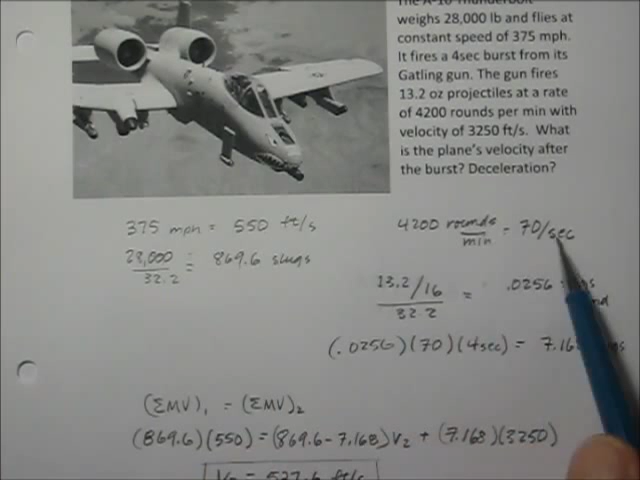 weighs 28,000 lb and flies at
constant speed of 375 mph.
It fires a 4sec burst from its
Gatling gun. The gun fires
13.2 oz projectiles at a rate
of 4200 rounds per min with
velocity of 3250 ft/s. What
is the plane's velocity after
the burst? Deceleration?
375 mph = 550 ft/s
28,000/32.2 = 869.6 slugs
4200 rounds/min = 70/sec
13.2/16/32.2 = .0256
(.0256)(70)(4sec) = 7.16
(ΣMV)₁ = (ΣMV)₂
(869.6)(550) = (869.6 - 7.168)V₂ + (7.168)(3250)
V₂ = 527.6 ft/s